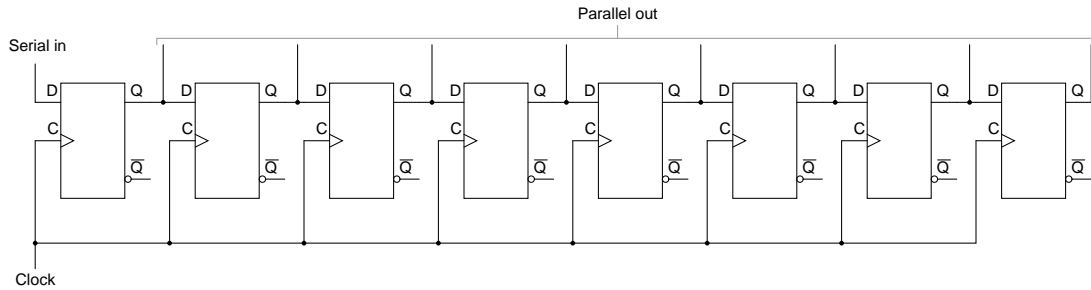 Parallel out
Serial in
D Q D Q D Q D Q D Q D Q D Q D Q
C C C C C C C C
Q̅ Q̅ Q̅ Q̅ Q̅ Q̅ Q̅ Q̅
Clock